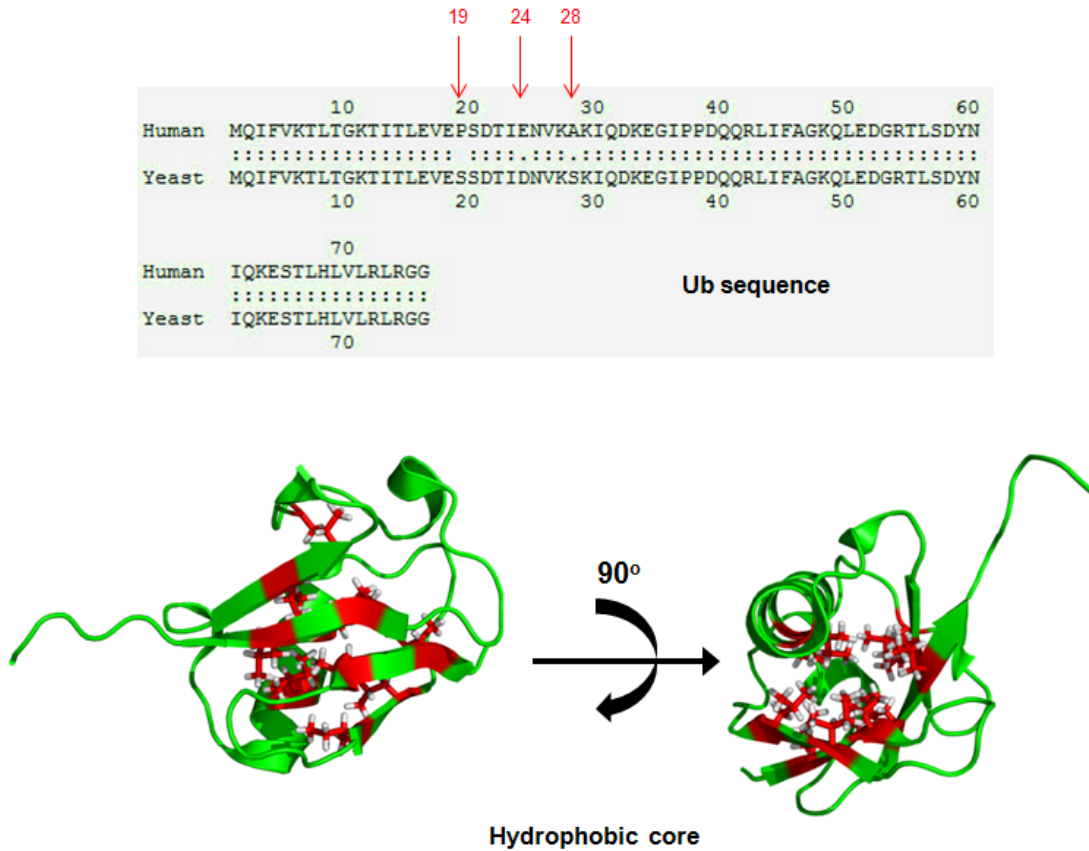 19 24 28
10 20 30 40 50 60
Human MQIFVKTLTGKTITLEVEPSDTIENVKAKIQDKEGIPPDQQRLIFAGKQLEDGRTLSDYN
:::::::::::::::::: ::::.:::.::::::::::::::::::::::::::::::::
Yeast MQIFVKTLTGKTITLEVESSDTIDNVKSKIQDKEGIPPDQQRLIFAGKQLEDGRTLSDYN
10 20 30 40 50 60
70
Human IQKESTLHLVLRLRGG
::::::::::::::::
Yeast IQKESTLHLVLRLRGG
70
Ub sequence
90º
Hydrophobic core